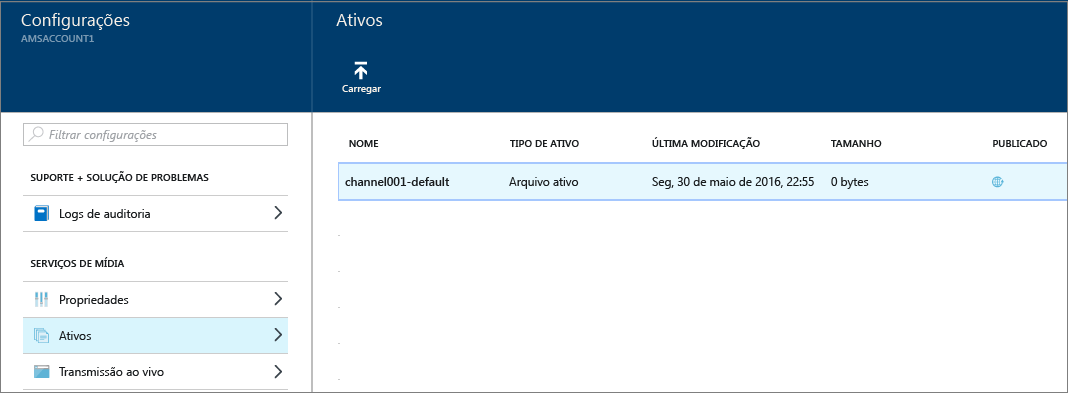 Configurações
AMSACCOUNT1
Filtrar configurações
SUPORTE + SOLUÇÃO DE PROBLEMAS
Logs de auditoria
SERVIÇOS DE MÍDIA
Propriedades
Ativos
Transmissão ao vivo
Ativos
Carregar
NOME TIPO DE ATIVO ÚLTIMA MODIFICAÇÃO TAMANHO PUBLICADO
channel001-default Arquivo ativo Seg, 30 de maio de 2016, 22:55 0 bytes